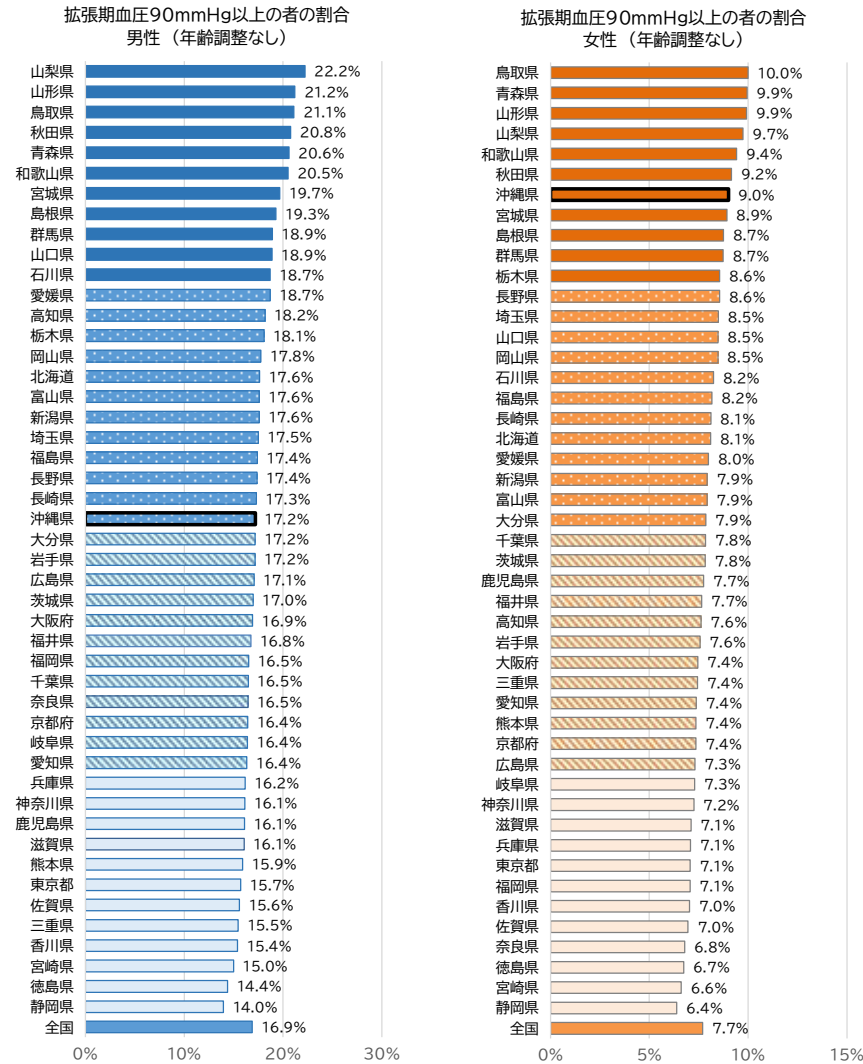 拡張期血圧90mmHg以上の者の割合
男性 （年齢調整なし）
山梨県 22.2%
山形県 21.2%
鳥取県 21.1%
秋田県 20.8%
青森県 20.6%
和歌山県 20.5%
宮城県 19.7%
島根県 19.3%
群馬県 18.9%
山口県 18.9%
石川県 18.7%
愛媛県 18.7%
高知県 18.2%
栃木県 18.1%
岡山県 17.8%
北海道 17.6%
富山県 17.6%
新潟県 17.6%
埼玉県 17.5%
福島県 17.4%
長野県 17.4%
長崎県 17.3%
沖縄県 17.2%
大分県 17.2%
岩手県 17.2%
広島県 17.1%
茨城県 17.0%
大阪府 16.9%
福井県 16.8%
福岡県 16.5%
千葉県 16.5%
奈良県 16.5%
京都府 16.4%
岐阜県 16.4%
愛知県 16.4%
兵庫県 16.2%
神奈川県 16.1%
鹿児島県 16.1%
滋賀県 16.1%
熊本県 15.9%
東京都 15.7%
佐賀県 15.6%
三重県 15.5%
香川県 15.4%
宮崎県 15.0%
徳島県 14.4%
静岡県 14.0%
全国 16.9%
0% 10% 20% 30%
拡張期血圧90mmHg以上の者の割合
女性 （年齢調整なし）
鳥取県 10.0%
青森県 9.9%
山形県 9.9%
山梨県 9.7%
和歌山県 9.4%
秋田県 9.2%
沖縄県 9.0%
宮城県 8.9%
島根県 8.7%
群馬県 8.7%
栃木県 8.6%
長野県 8.6%
埼玉県 8.5%
山口県 8.5%
岡山県 8.5%
石川県 8.2%
福島県 8.2%
長崎県 8.1%
北海道 8.1%
愛媛県 8.0%
新潟県 7.9%
富山県 7.9%
大分県 7.9%
千葉県 7.8%
茨城県 7.8%
鹿児島県 7.7%
福井県 7.7%
高知県 7.6%
岩手県 7.6%
大阪府 7.4%
三重県 7.4%
愛知県 7.4%
熊本県 7.4%
京都府 7.4%
広島県 7.3%
岐阜県 7.3%
神奈川県 7.2%
滋賀県 7.1%
兵庫県 7.1%
東京都 7.1%
福岡県 7.1%
香川県 7.0%
佐賀県 7.0%
奈良県 6.8%
徳島県 6.7%
宮崎県 6.6%
静岡県 6.4%
全国 7.7%
0% 5% 10% 15%